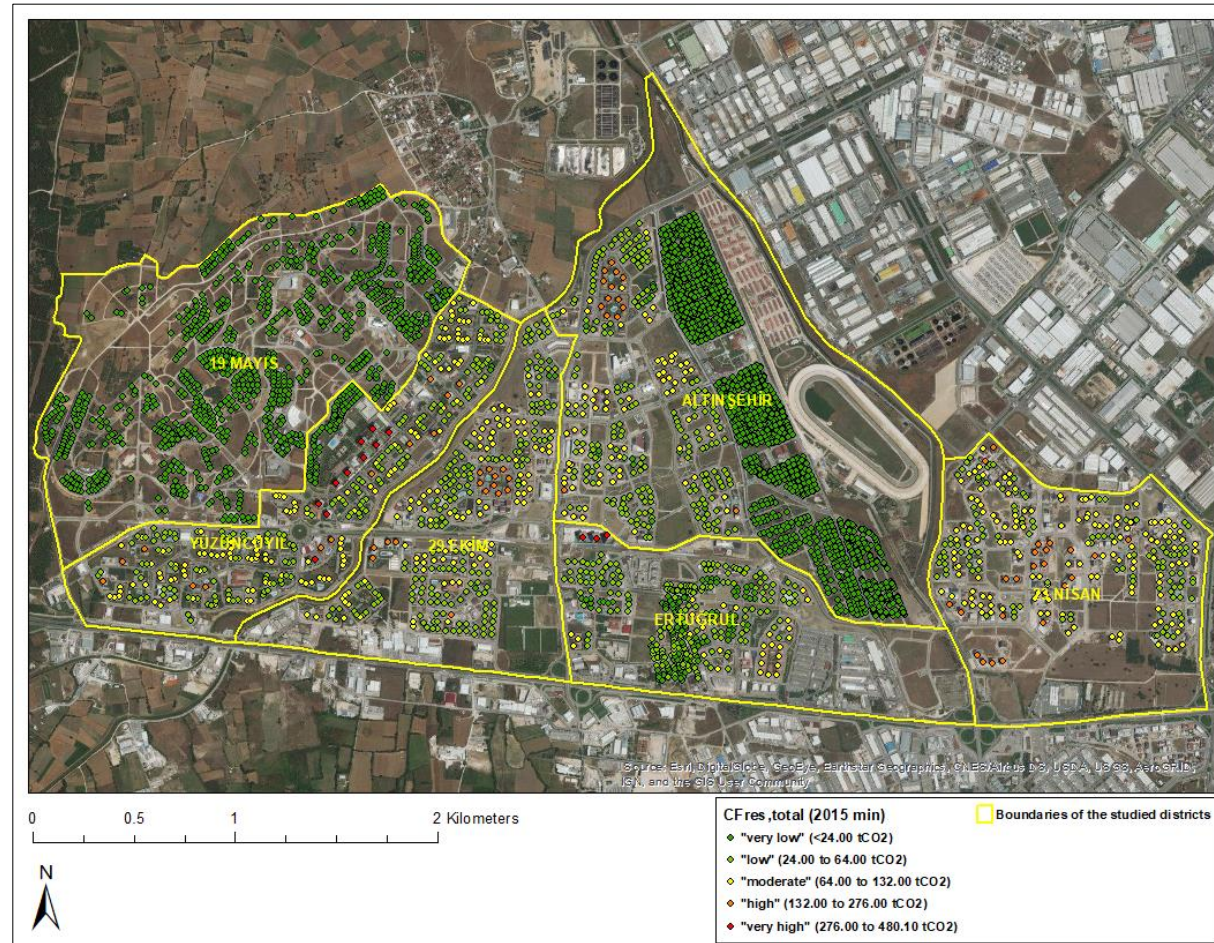 19 MAYIS
ALTINŞEHİR
YÜZÜNCÜYIL
29 EKİM
23 NİSAN
ERTUĞRUL
Source: Esri, DigitalGlobe, GeoEye, Earthstar Geographics, CNES/Airbus DS, USDA, USGS, AeroGRID,
IGN, and the GIS User Community
0 0.5 1 2 Kilometers
N
CFres,total (2015 min)
"very low" (<24.00 tCO2)
"low" (24.00 to 64.00 tCO2)
"moderate" (64.00 to 132.00 tCO2)
"high" (132.00 to 276.00 tCO2)
"very high" (276.00 to 480.10 tCO2)
Boundaries of the studied districts